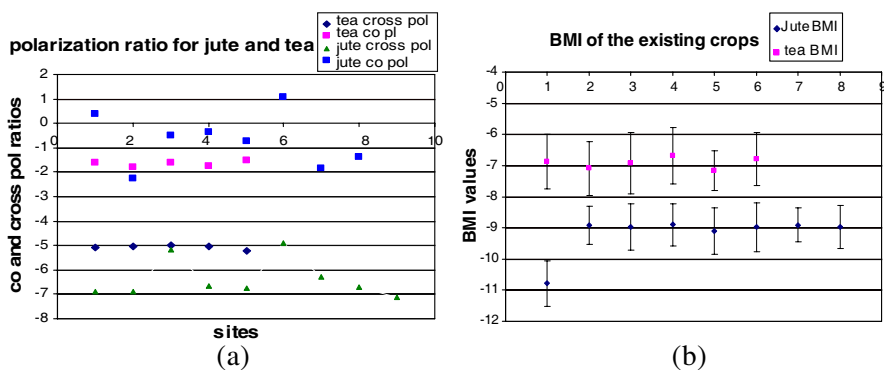 tea cross pol
tea co pl
jute cross pol
jute co pol
polarization ratio for jute and tea
2
1
0
-1
-2
-3
-4
-5
-6
-7
-8
0 2 4 6 8 10
co and cross pol ratios
sites
(a)
Jute BMI
tea BMI
BMI of the existing crops
-4
-5
-6
-7
-8
-9
-10
-11
-12
0 1 2 3 4 5 6 7 8 9
BMI values
(b)